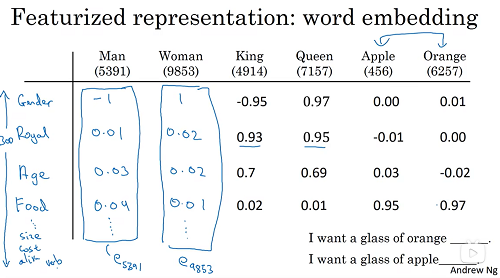 Featurized representation: word embedding
Man Woman King Queen Apple Orange
(5391) (9853) (4914) (7157) (456) (6257)
Gender -1 1 -0.95 0.97 0.00 0.01
300 Royal 0.01 0.02 0.93 0.95 -0.01 0.00
Age 0.03 0.02 0.7 0.69 0.03 -0.02
Food 0.04 0.01 0.02 0.01 0.95 0.97
size
cost
alive verb
e5391 e9853
I want a glass of orange ______.
I want a glass of apple______.
Andrew Ng